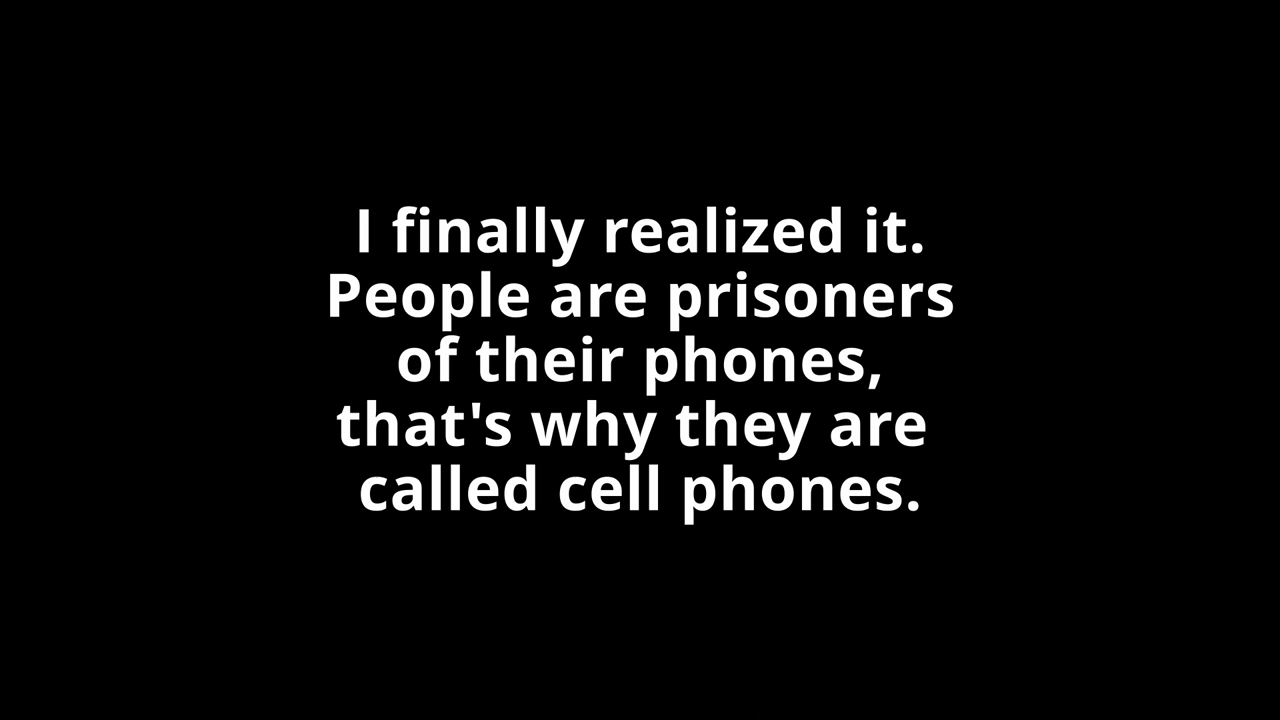 I finally realized it.
People are prisoners
of their phones,
that's why they are
called cell phones.